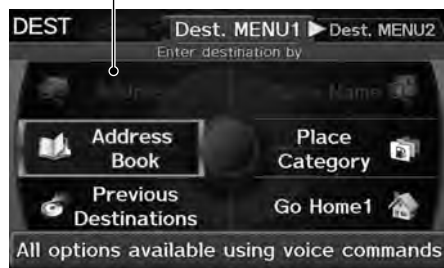 DEST
Dest. MENU1 ▶ Dest. MENU2
Enter destination by
Name
Address
Book
Place
Category
Previous
Destinations
Go Home1
All options available using voice commands